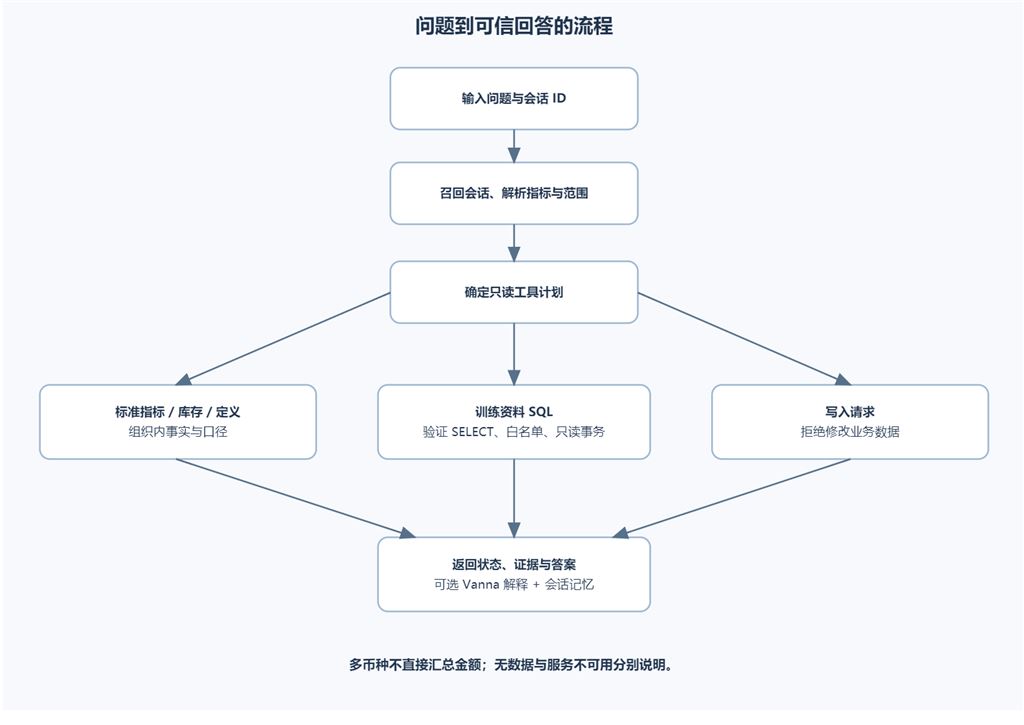 问题到可信回答的流程
输入问题与会话 ID
召回会话、解析指标与范围
确定只读工具计划
标准指标 / 库存 / 定义
组织内事实与口径
训练资料 SQL
验证 SELECT、白名单、只读事务
写入请求
拒绝修改业务数据
返回状态、证据与答案
可选 Vanna 解释 + 会话记忆
多币种不直接汇总金额；无数据与服务不可用分别说明。